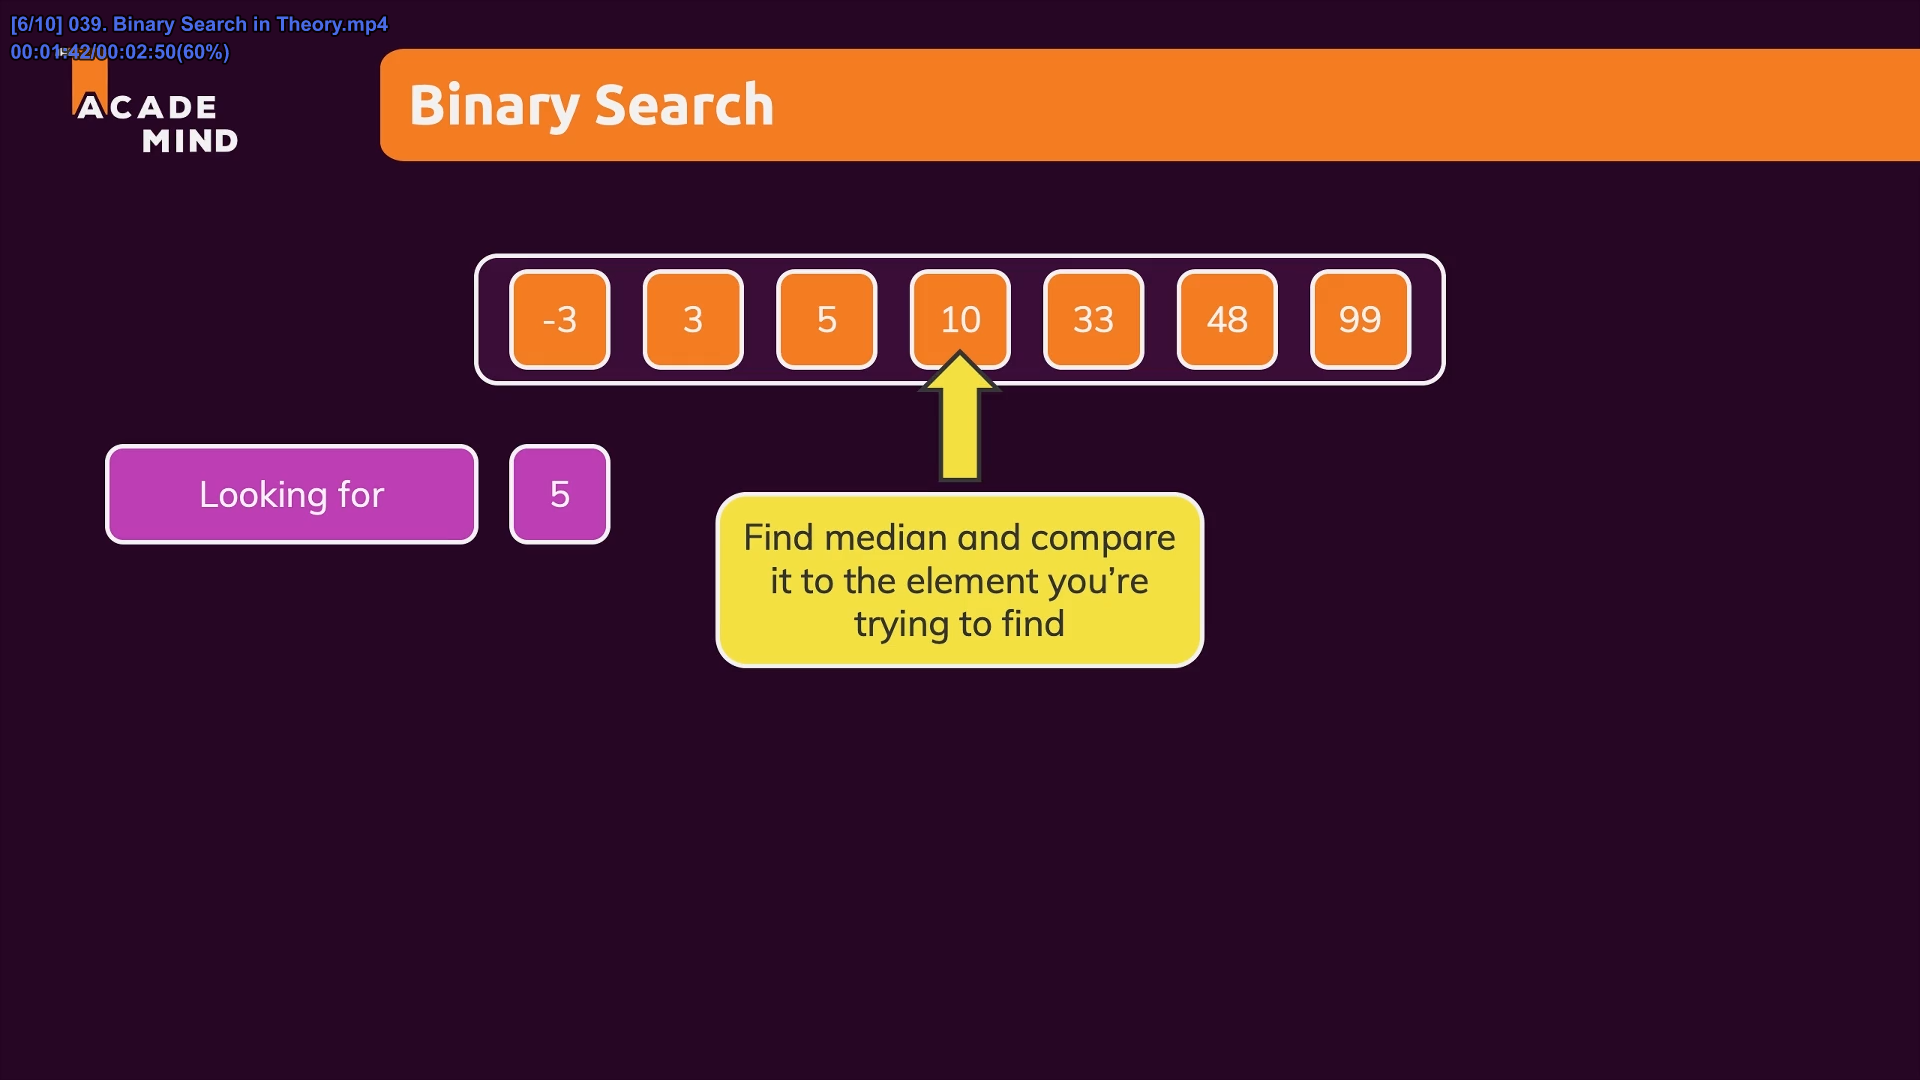 [6/10] 039. Binary Search in Theory.mp4
00:01:42/00:02:50(60%)
ACADE
MIND
Binary Search
-3 3 5 10 33 48 99
Looking for 5
Find median and compare
it to the element you’re
trying to find